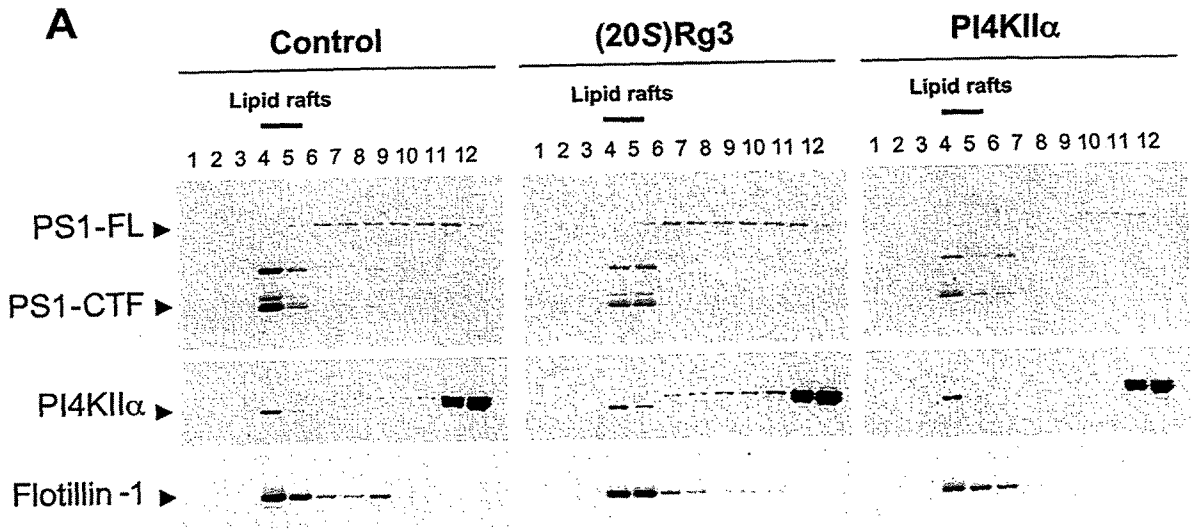 A
Control
(20S)Rg3
PI4KIIα
Lipid rafts
Lipid rafts
Lipid rafts
1 2 3 4 5 6 7 8 9 10 11 12
1 2 3 4 5 6 7 8 9 10 11 12
1 2 3 4 5 6 7 8 9 10 11 12
PS1-FL
PS1-CTF
PI4KIIα
Flotillin -1